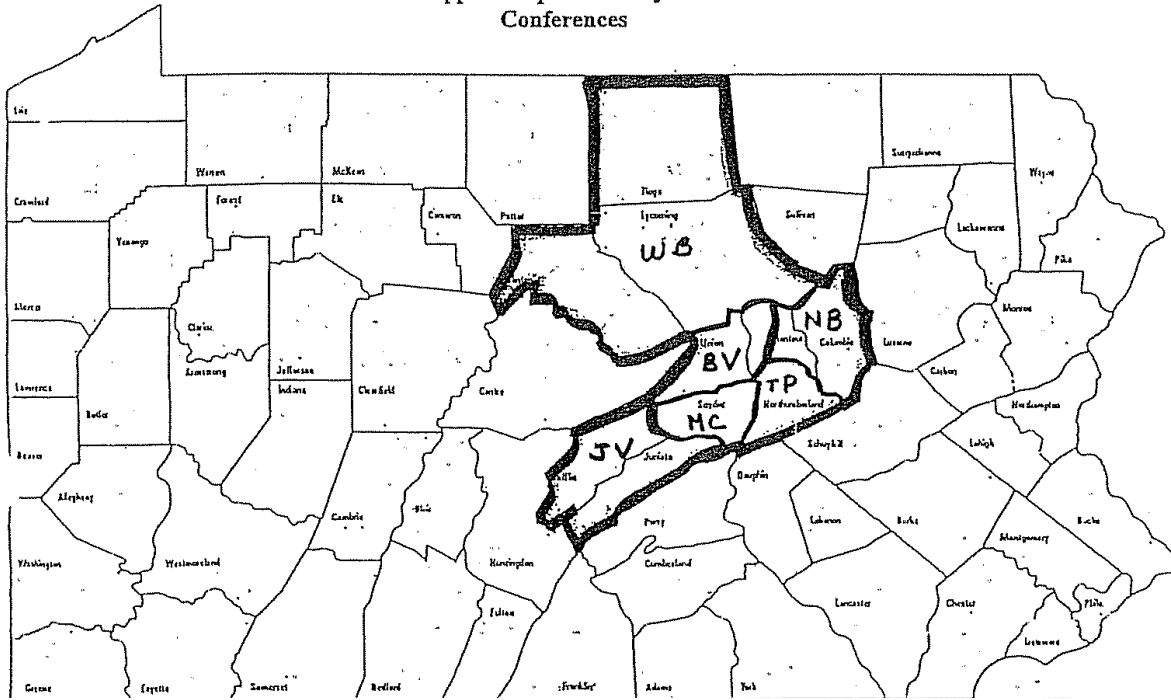 Conferences
Erie
Warren
McKean
Susquehanna
Wayne
Crawford
Forest
Elk
Cameron
Potter
Tioga
Lycoming
Sullivan
Lackawanna
Venango
WB
Pike
Mercer
Clarion
Monroe
NB
Union
BV
Columbia
Luzerne
Lawrence
Armstrong
Jefferson
Indiana
Clearfield
Centre
Carbon
Butler
TP
Snyder
Northumberland
Northampton
MC
Beaver
JV
Juniata
Schuylkill
Lehigh
Allegheny
Dauphin
Cambria
Blair
Perry
Lebanon
Berks
Bucks
Montgomery
Washington
Westmoreland
Huntingdon
Cumberland
Fulton
Lancaster
Chester
Phila
Greene
Fayette
Somerset
Bedford
Franklin
Adams
York